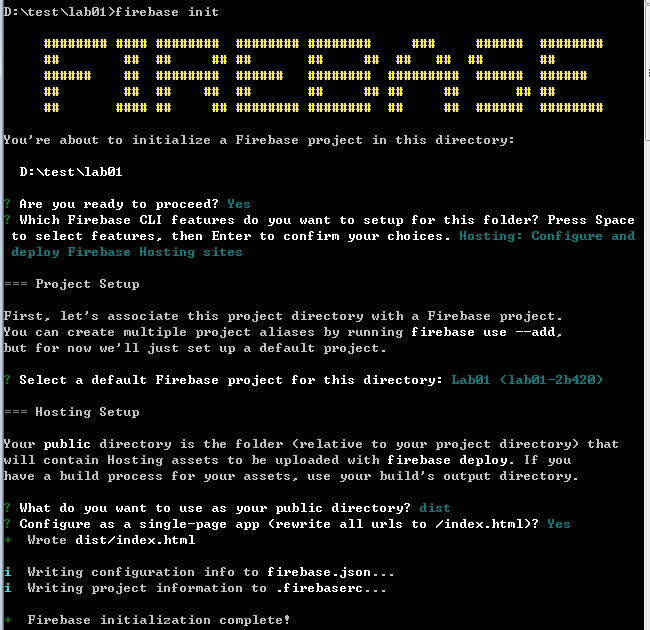 D:\test\lab01>firebase init
FIREBASE
You're about to initialize a Firebase project in this directory:
D:\test\lab01
? Are you ready to proceed? Yes
? Which Firebase CLI features do you want to setup for this folder? Press Space
to select features, then Enter to confirm your choices. Hosting: Configure and
deploy Firebase Hosting sites
=== Project Setup
First, let's associate this project directory with a Firebase project.
You can create multiple project aliases by running firebase use --add,
but for now we'll just set up a default project.
? Select a default Firebase project for this directory: Lab01 (lab01-2b420)
=== Hosting Setup
Your public directory is the folder (relative to your project directory) that
will contain Hosting assets to be uploaded with firebase deploy. If you
have a build process for your assets, use your build's output directory.
? What do you want to use as your public directory? dist
? Configure as a single-page app (rewrite all urls to /index.html)? Yes
+ Wrote dist/index.html
i Writing configuration info to firebase.json...
i Writing project information to .firebaserc...
+ Firebase initialization complete!